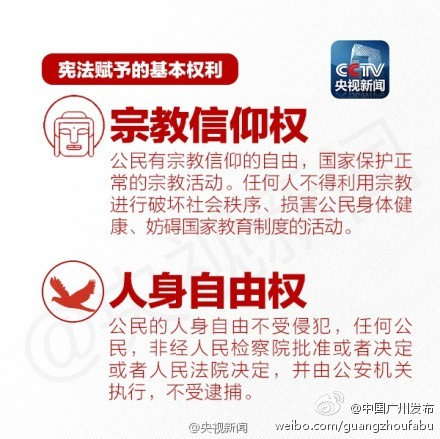 CCTV
央视新闻
宪法赋予的基本权利
宗教信仰权
公民有宗教信仰的自由，国家保护正
常的宗教活动。任何人不得利用宗教
进行破坏社会秩序、损害公民身体健
康、妨碍国家教育制度的活动。
人身自由权
公民的人身自由不受侵犯，任何公
民，非经人民检察院批准或者决定
或者人民法院决定，并由公安机关
执行，不受逮捕。
@央视新闻
@央视新闻
@中国广州发布
weibo.com/guangzhoufabu